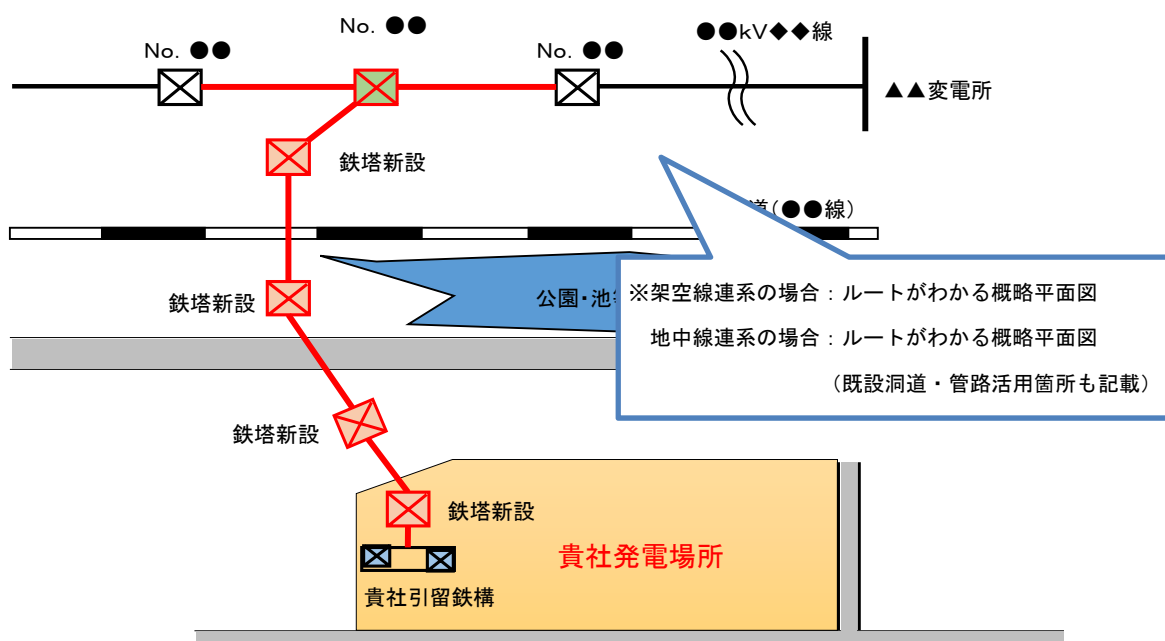 No. ●●
No. ●●
No. ●●
●●kV◆◆線
▲▲変電所
鉄塔新設
道(●●線)
鉄塔新設
公園・池
※架空線連系の場合：ルートがわかる概略平面図
地中線連系の場合：ルートがわかる概略平面図
(既設洞道・管路活用箇所も記載)
鉄塔新設
鉄塔新設
貴社発電場所
貴社引留鉄構